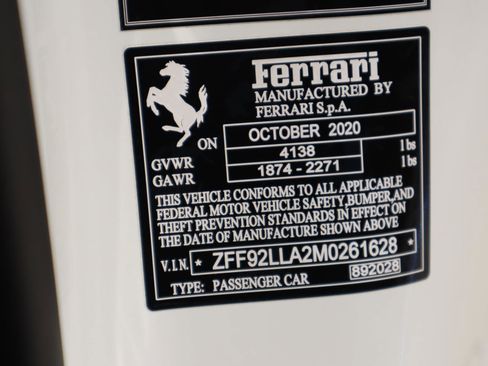 Ferrari
MANUFACTURED BY
FERRARI S.p.A.
ON OCTOBER 2020
GVWR 4138 lbs
GAWR 1874 - 2271 lbs
THIS VEHICLE CONFORMS TO ALL APPLICABLE
FEDERAL MOTOR VEHICLE SAFETY, BUMPER, AND
THEFT PREVENTION STANDARDS IN EFFECT ON
THE DATE OF MANUFACTURE SHOWN ABOVE
V.I.N. * ZFF92LLA2M0261628 *
TYPE: PASSENGER CAR 892028